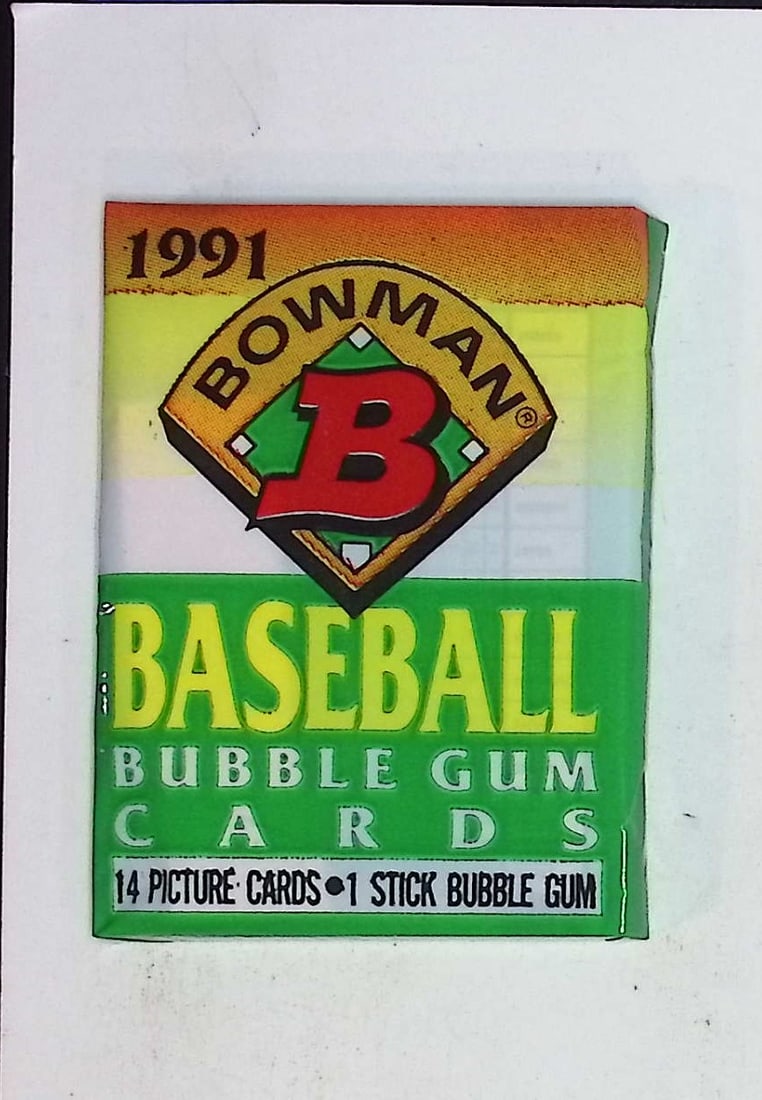 1991
BOWMAN®
B
BASEBALL
BUBBLE GUM
CARDS
14 PICTURE CARDS • 1 STICK BUBBLE GUM